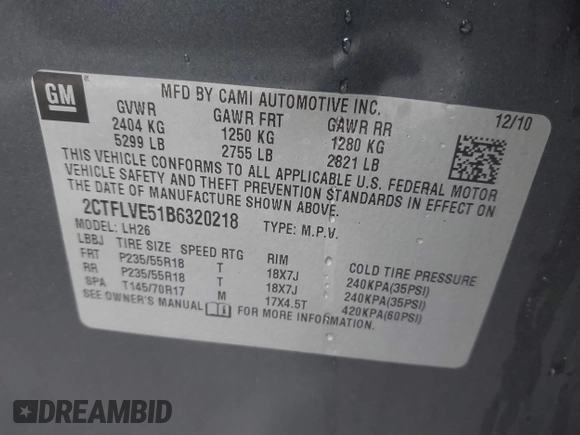 GM
MFD BY CAMI AUTOMOTIVE INC.
12/10
GVWR GAWR FRT GAWR RR
2404 KG 1250 KG 1280 KG
5299 LB 2755 LB 2821 LB
THIS VEHICLE CONFORMS TO ALL APPLICABLE U.S. FEDERAL MOTOR
VEHICLE SAFETY AND THEFT PREVENTION STANDARDS IN EFFECT ON
THE DATE OF MANUFACTURE SHOWN ABOVE.
2CTFLVE51B6320218 TYPE: M.P.V.
MODEL: LH26
LBBJ TIRE SIZE SPEED RTG RIM COLD TIRE PRESSURE
FRT P235/55R18 T 18X7J 240KPA(35PSI)
RR P235/55R18 T 18X7J 240KPA(35PSI)
SPA T145/70R17 M 17X4.5T 420KPA(60PSI)
SEE OWNER'S MANUAL FOR MORE INFORMATION.
DREAMBID